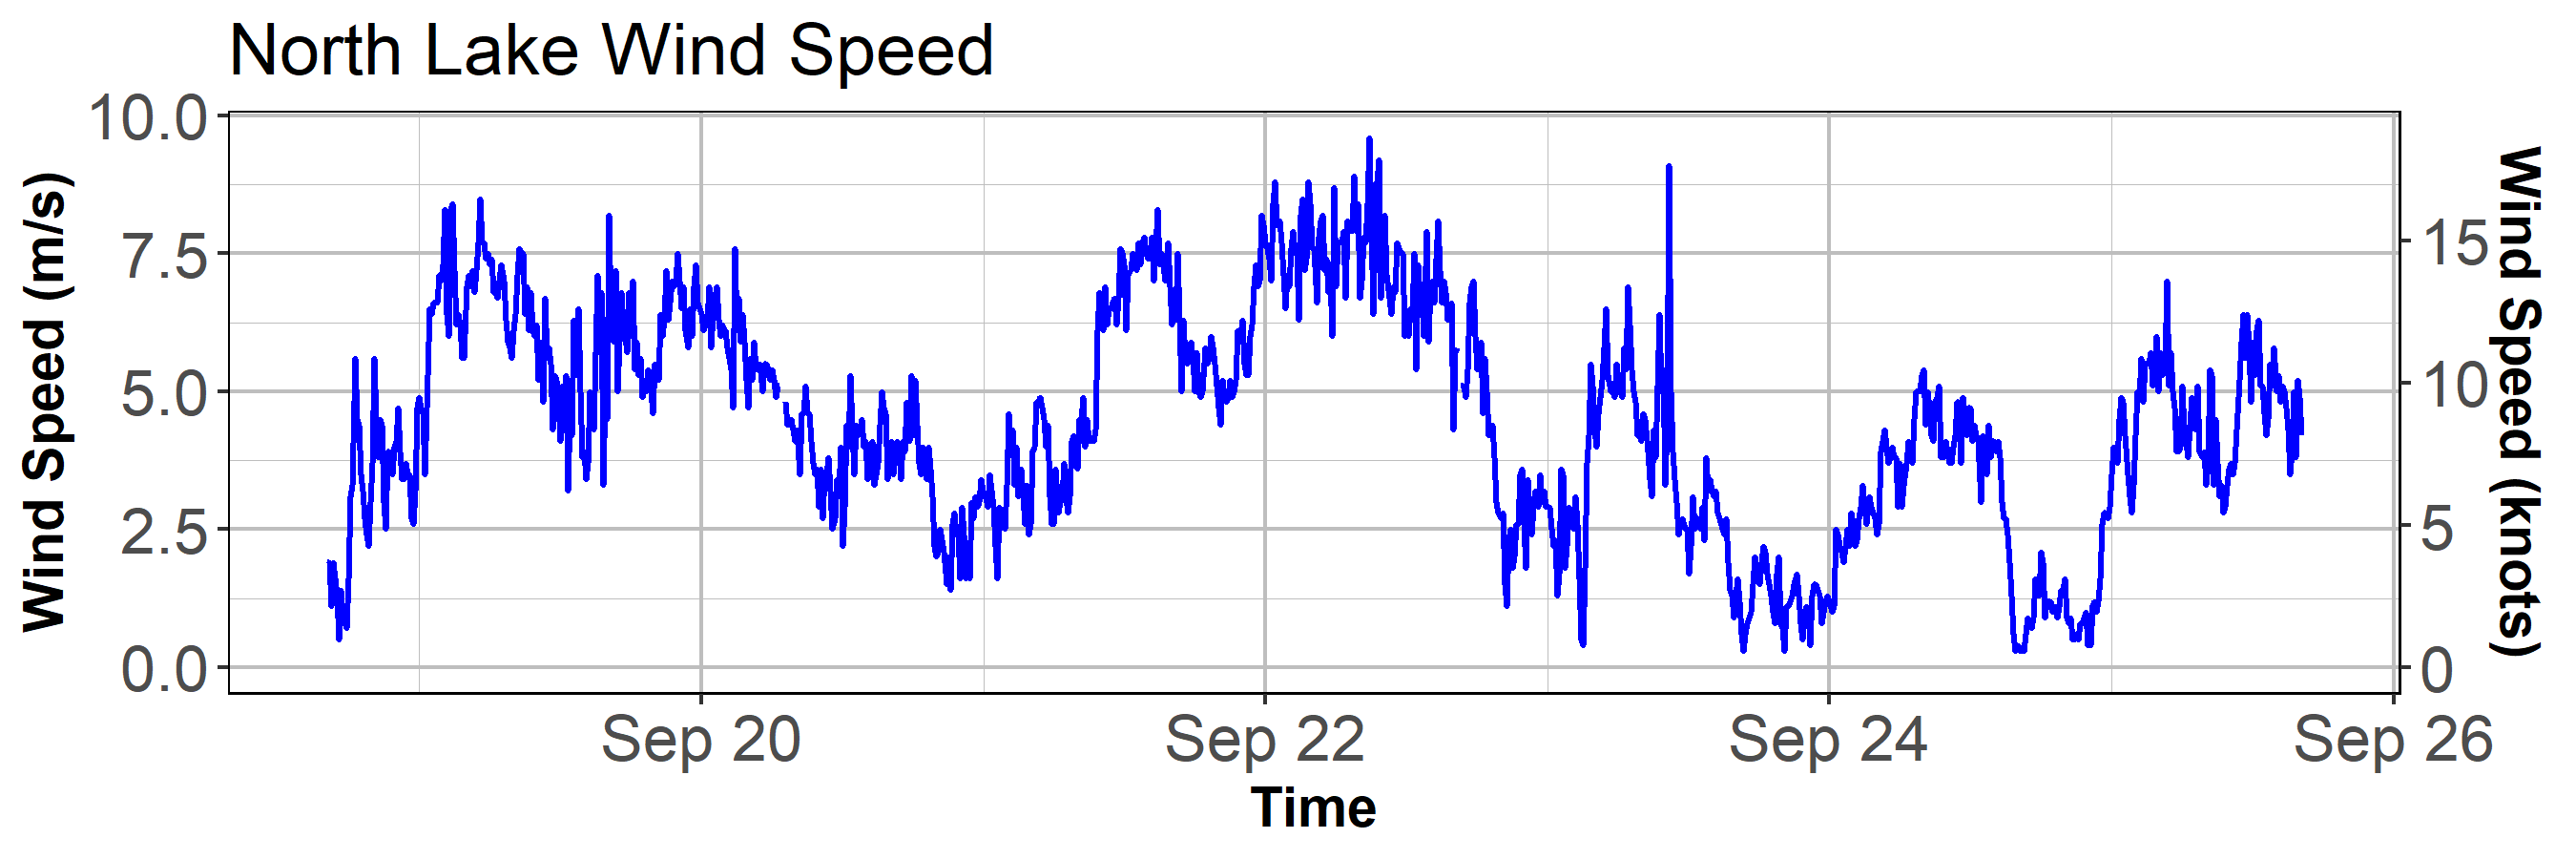 North Lake Wind Speed
Wind Speed (m/s)
10.0
7.5
5.0
2.5
0.0
Wind Speed (knots)
15
10
5
0
Sep 20
Sep 22
Sep 24
Sep 26
Time